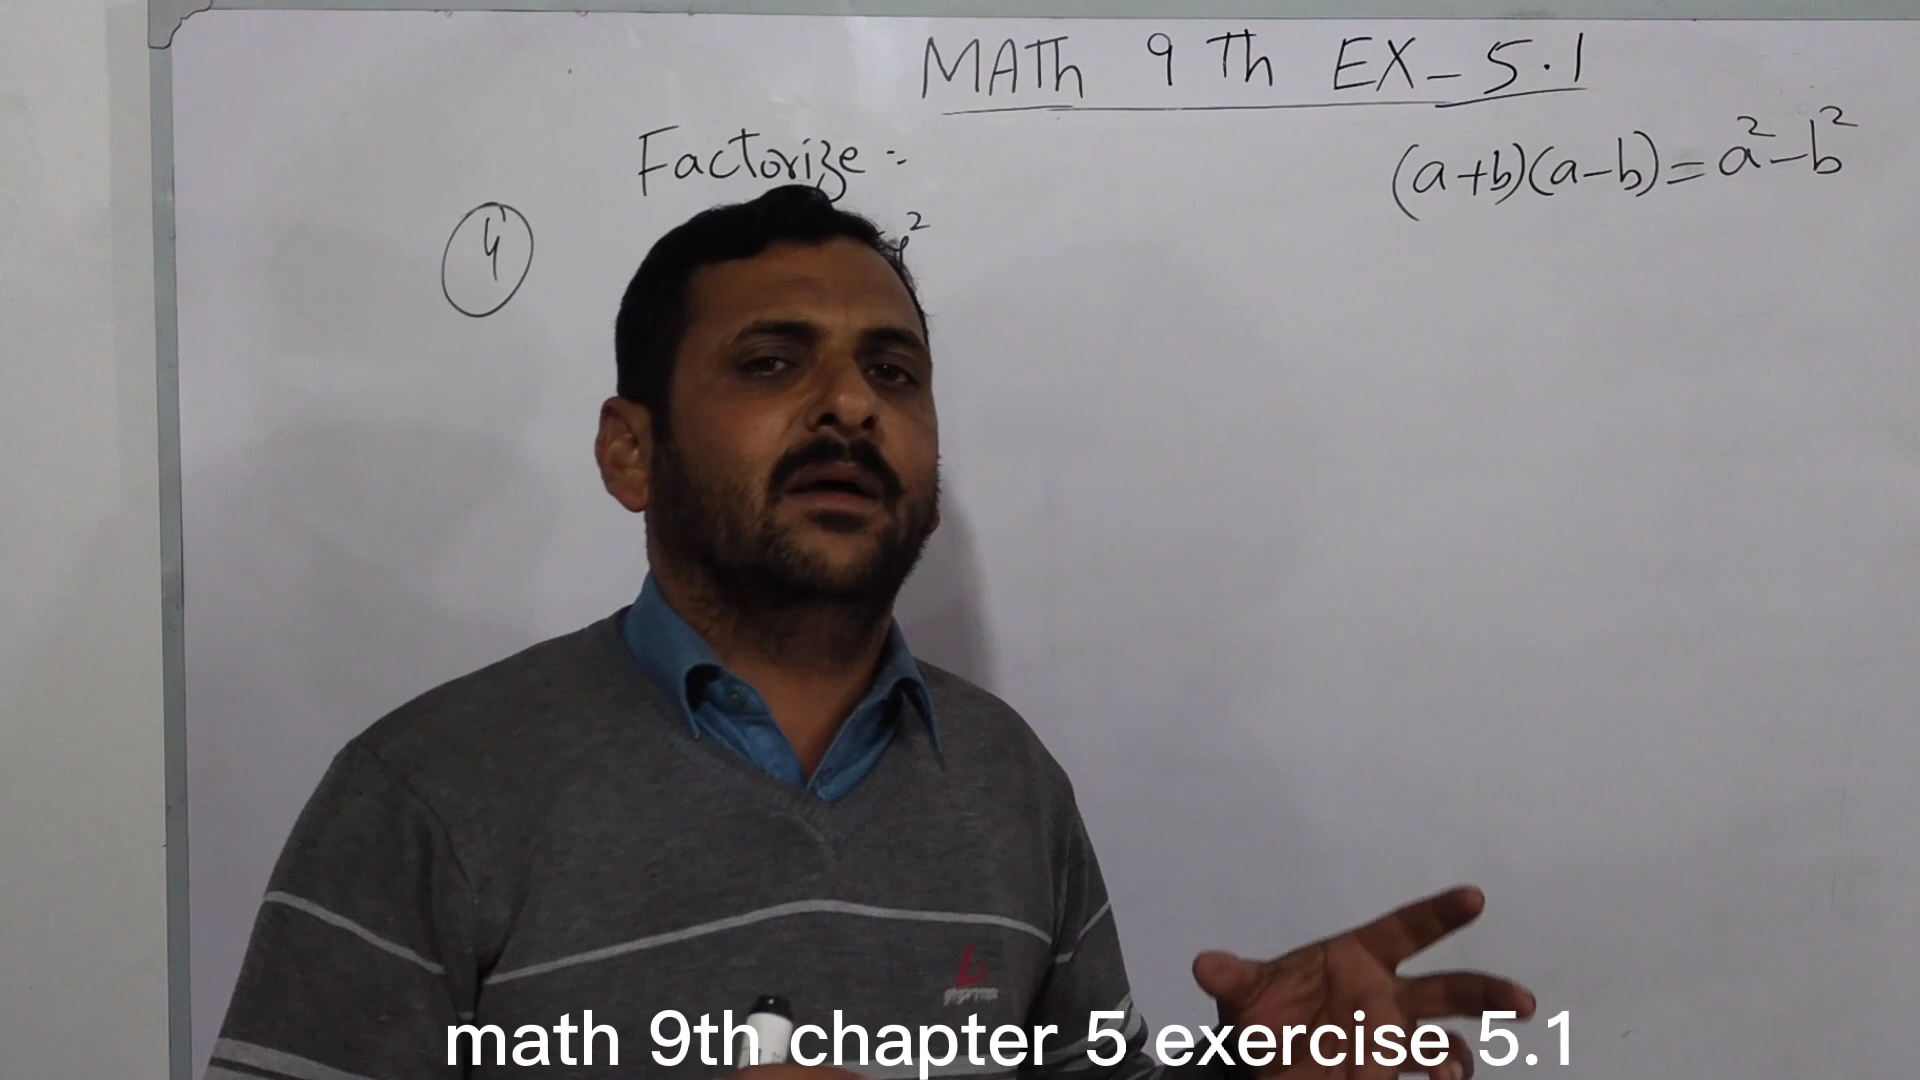 MATh 9 Th EX - 5.1
Factorize :-
(a+b)(a-b) = a² - b²
4
math 9th chapter 5 exercise 5.1